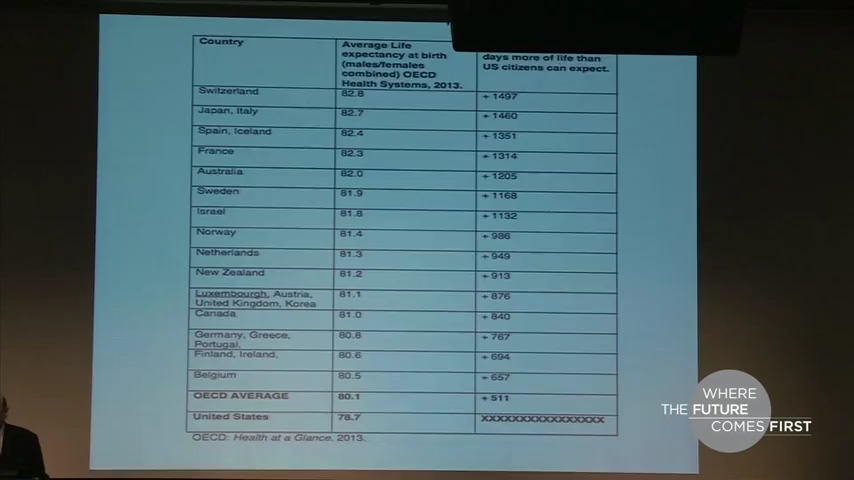 Country
Average Life
expectancy at birth
(males/females
combined) OECD
Health Systems, 2013.
days more of life than
US citizens can expect.
Switzerland 82.8 + 1497
Japan, Italy 82.7 + 1460
Spain, Iceland 82.4 + 1351
France 82.3 + 1314
Australia 82.0 + 1205
Sweden 81.9 + 1168
Israel 81.8 + 1132
Norway 81.4 + 986
Netherlands 81.3 + 949
New Zealand 81.2 + 913
Luxembourgh, Austria,
United Kingdom, Korea 81.1 + 876
Canada 81.0 + 840
Germany, Greece,
Portugal, 80.8 + 767
Finland, Ireland, 80.6 + 694
Belgium 80.5 + 657
OECD AVERAGE 80.1 + 511
United States 78.7 XXXXXXXXXXXXXXXX
OECD: Health at a Glance, 2013.
WHERE
THE FUTURE
COMES FIRST